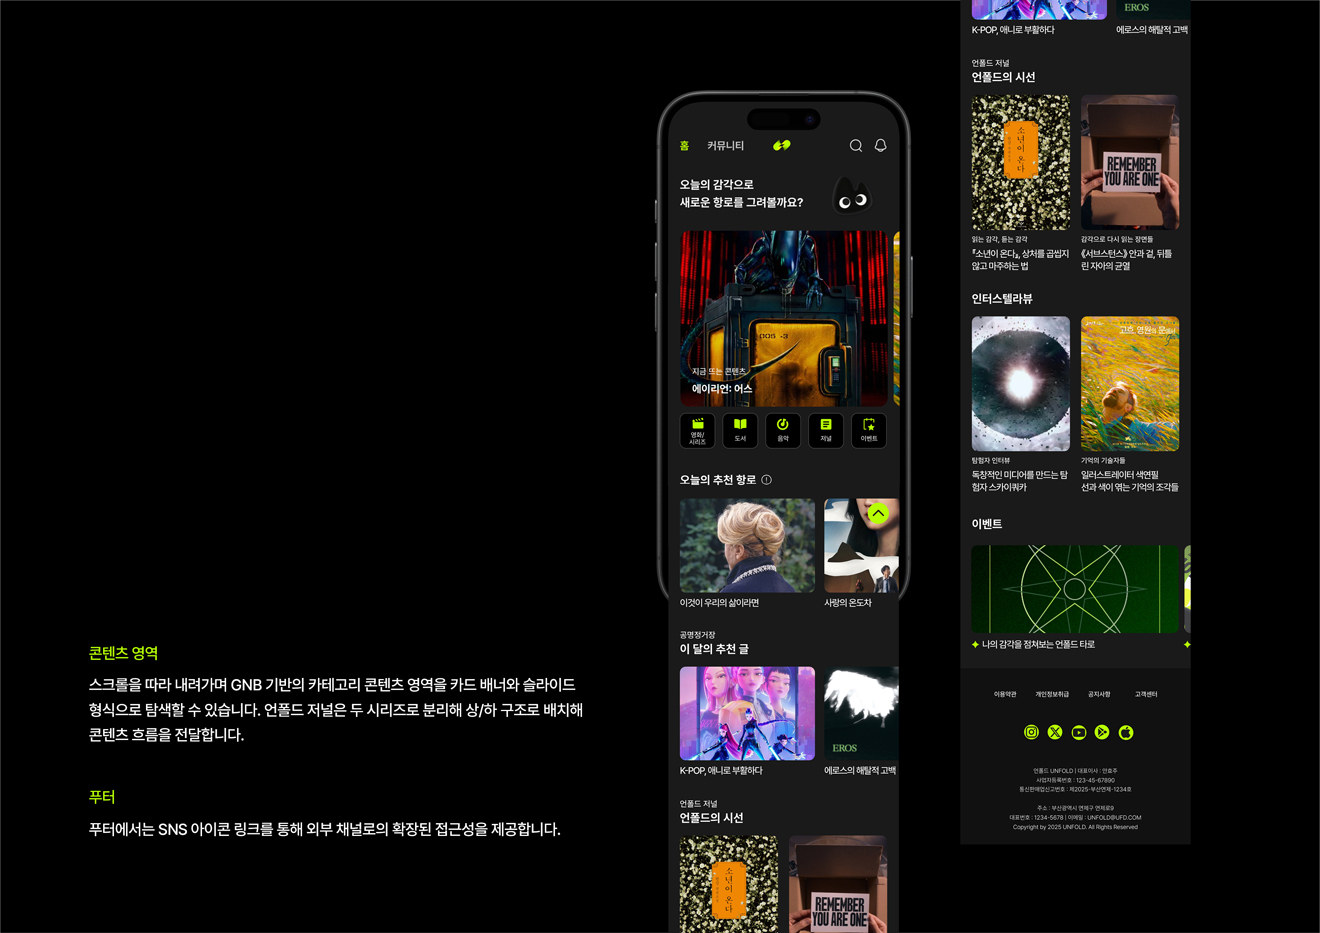 콘텐츠 영역
스크롤을 따라 내려가며 GNB 기반의 카테고리 콘텐츠 영역을 카드 배너와 슬라이드
형식으로 탐색할 수 있습니다. 언폴드 저널은 두 시리즈로 분리해 상/하 구조로 배치해
콘텐츠 흐름을 전달합니다.
푸터
푸터에서는 SNS 아이콘 링크를 통해 외부 채널로의 확장된 접근성을 제공합니다.
홈
커뮤니티
오늘의 감각으로
새로운 항로를 그려볼까요?
005 -3
지금 뜨는 콘텐츠
에이리언: 어스
영화/
시리즈
도서
음악
저널
이벤트
오늘의 추천 항로
이것이 우리의 삶이라면
사랑의 온도차
공명정거장
이 달의 추천 글
EROS
K-POP, 애니로 부활하다
에로스의 해탈적 고백
언폴드 저널
언폴드의 시선
소년이 온다
REMEMBER
YOU ARE ONE
EROS
K-POP, 애니로 부활하다
에로스의 해탈적 고백
언폴드 저널
언폴드의 시선
소년이 온다
REMEMBER
YOU ARE ONE
읽는 감각, 듣는 감각
『소년이 온다』, 상처를 곱씹지
않고 마주하는 법
감각으로 다시 읽는 장면들
《서브스턴스》 안과 겉, 뒤틀
린 자아의 균열
인터스텔라뷰
고흐, 영원의 문에서
탐험자 인터뷰
독창적인 미디어를 만드는 탐
험자 스카이쿼카
기억의 기술자들
일러스트레이터 색연필
선과 색이 엮는 기억의 조각들
이벤트
나의 감각을 점쳐보는 언폴드 타로
이용약관
개인정보취급
공지사항
고객센터
언폴드 UNFOLD | 대표이사 : 안효주
사업자등록번호 : 123-45-67890
통신판매업신고번호 : 제2025-부산연제-1234호
주소 : 부산광역시 연제구 연제로9
대표번호 : 1234-5678 | 이메일 : UNFOLD@UFD.COM
Copyright by 2025 UNFOLD. All Rights Reserved